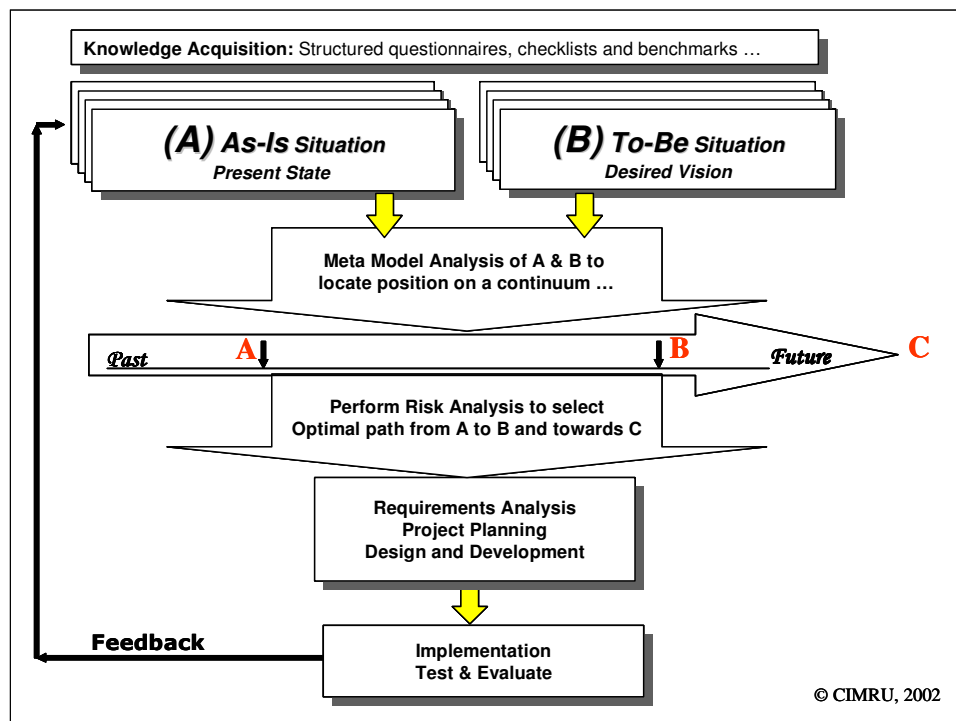 Knowledge Acquisition: Structured questionnaires, checklists and benchmarks …
(A) As-Is Situation
Present State
(B) To-Be Situation
Desired Vision
Meta Model Analysis of A & B to
locate position on a continuum …
Past
A
B
Future
C
Perform Risk Analysis to select
Optimal path from A to B and towards C
Requirements Analysis
Project Planning
Design and Development
Feedback
Implementation
Test & Evaluate
© CIMRU, 2002